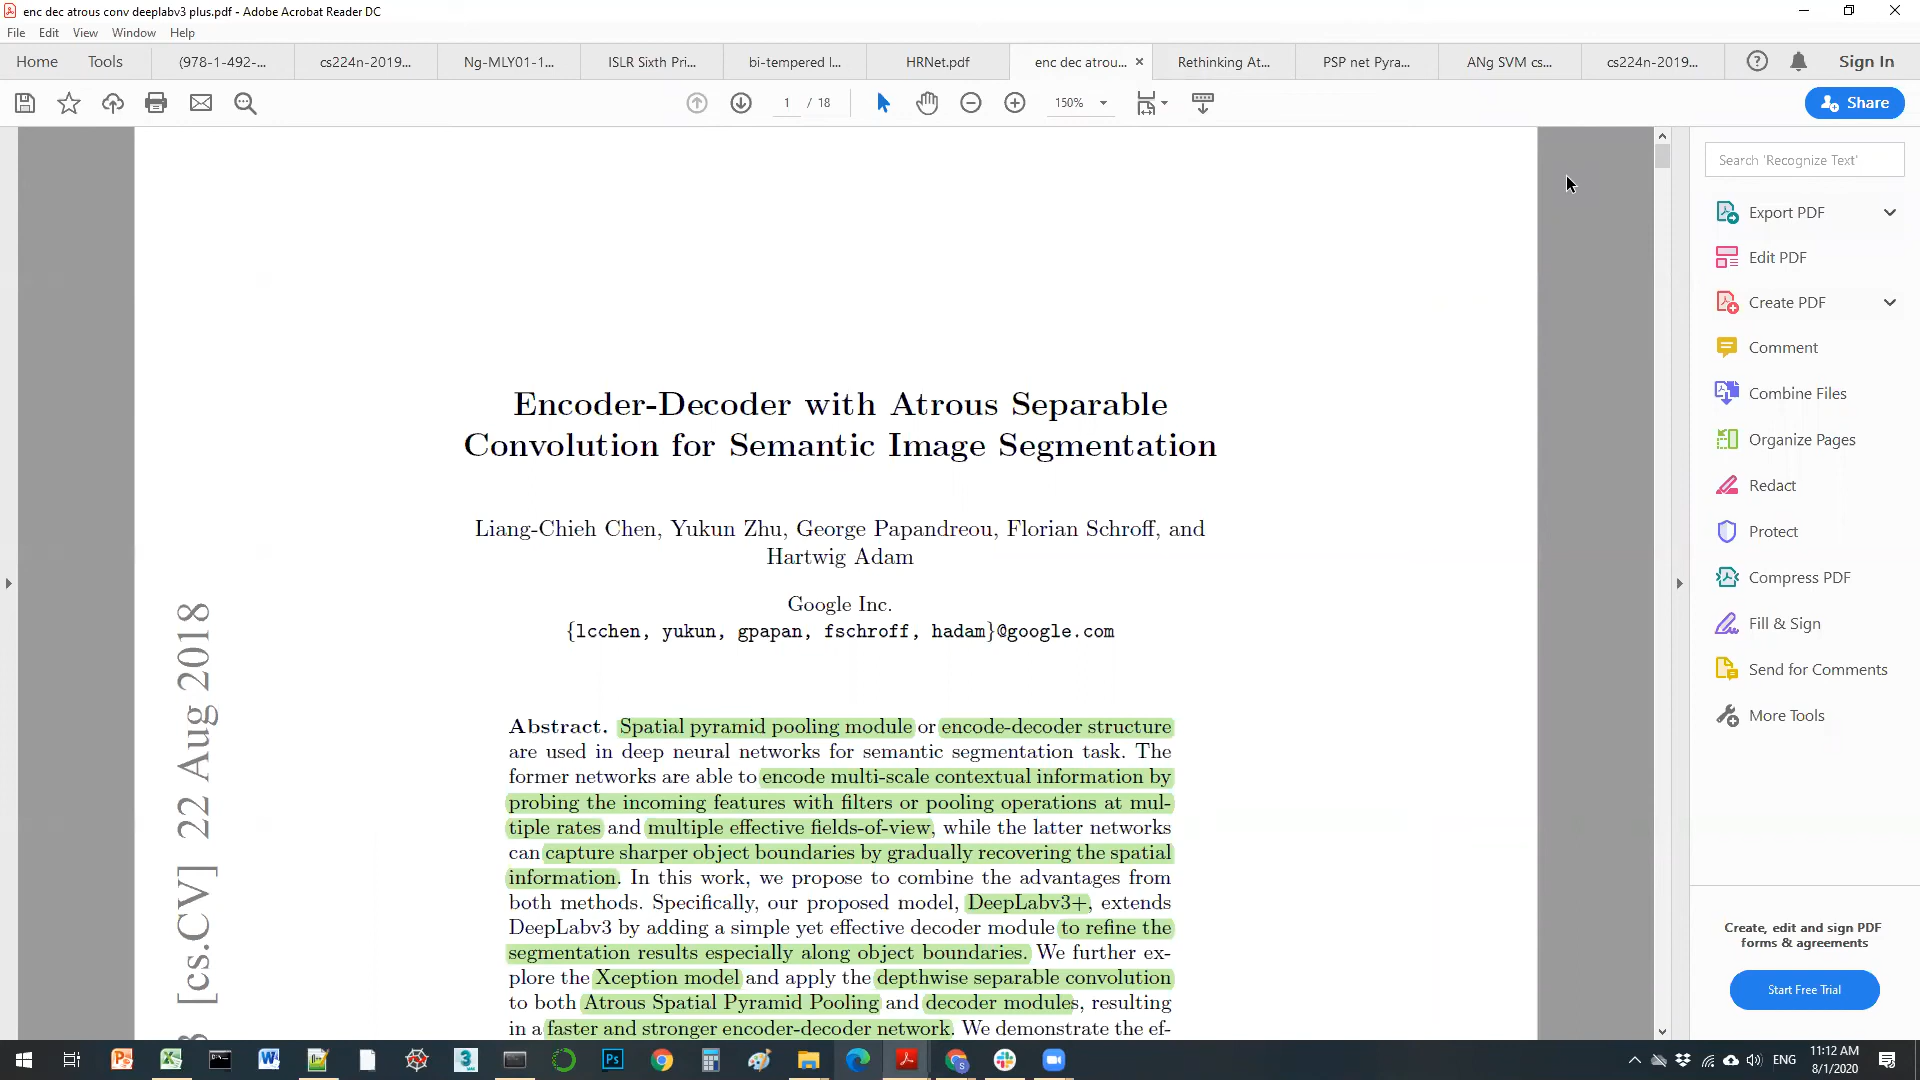 enc dec atrous conv deeplabv3 plus.pdf - Adobe Acrobat Reader DC
File Edit View Window Help
Home Tools (978-1-492-... cs224n-2019... Ng-MLY01-1... ISLR Sixth Pri... bi-tempered l... HRNet.pdf enc dec atrou... × Rethinking At... PSP net Pyra... ANg SVM cs... cs224n-2019... Sign In
1 / 18 150% Share
Search 'Recognize Text'
Export PDF
Edit PDF
Create PDF
Comment
Combine Files
Organize Pages
Redact
Protect
Compress PDF
Fill & Sign
Send for Comments
More Tools
Create, edit and sign PDF
forms & agreements
Start Free Trial
Encoder-Decoder with Atrous Separable
Convolution for Semantic Image Segmentation
Liang-Chieh Chen, Yukun Zhu, George Papandreou, Florian Schroff, and
Hartwig Adam
Google Inc.
{lcchen, yukun, gpapan, fschroff, hadam}@google.com
[cs.CV] 22 Aug 2018
Abstract. Spatial pyramid pooling module or encode-decoder structure
are used in deep neural networks for semantic segmentation task. The
former networks are able to encode multi-scale contextual information by
probing the incoming features with filters or pooling operations at mul-
tiple rates and multiple effective fields-of-view, while the latter networks
can capture sharper object boundaries by gradually recovering the spatial
information. In this work, we propose to combine the advantages from
both methods. Specifically, our proposed model, DeepLabv3+, extends
DeepLabv3 by adding a simple yet effective decoder module to refine the
segmentation results especially along object boundaries. We further ex-
plore the Xception model and apply the depthwise separable convolution
to both Atrous Spatial Pyramid Pooling and decoder modules, resulting
in a faster and stronger encoder-decoder network. We demonstrate the ef-
ENG 11:12 AM
8/1/2020